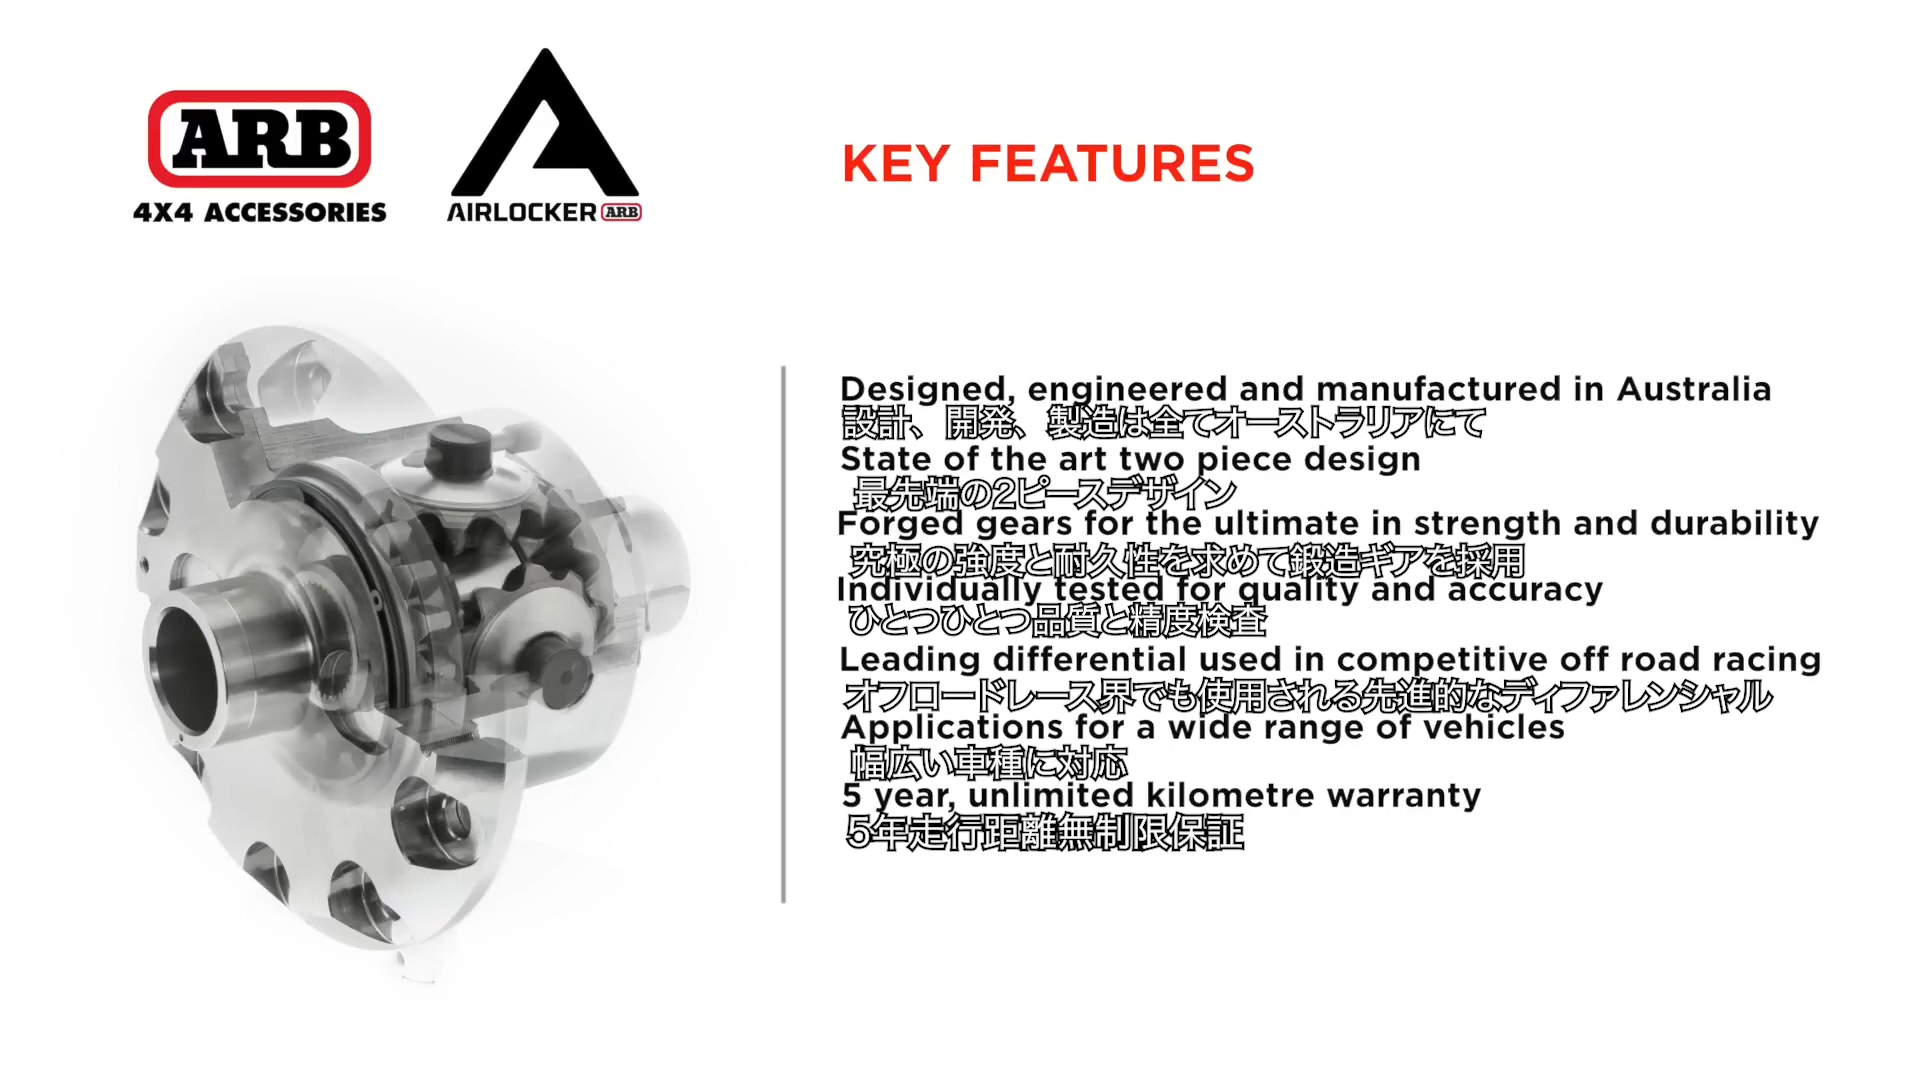 ARB
4X4 ACCESSORIES
AIRLOCKER ARB
KEY FEATURES
Designed, engineered and manufactured in Australia
設計、開発、製造は全てオーストラリアにて
State of the art two piece design
最先端の2ピースデザイン
Forged gears for the ultimate in strength and durability
究極の強度と耐久性を求めて鍛造ギアを採用
Individually tested for quality and accuracy
ひとつひとつ品質と精度検査
Leading differential used in competitive off road racing
オフロードレース界でも使用される先進的なディファレンシャル
Applications for a wide range of vehicles
幅広い車種に対応
5 year, unlimited kilometre warranty
5年走行距離無制限保証